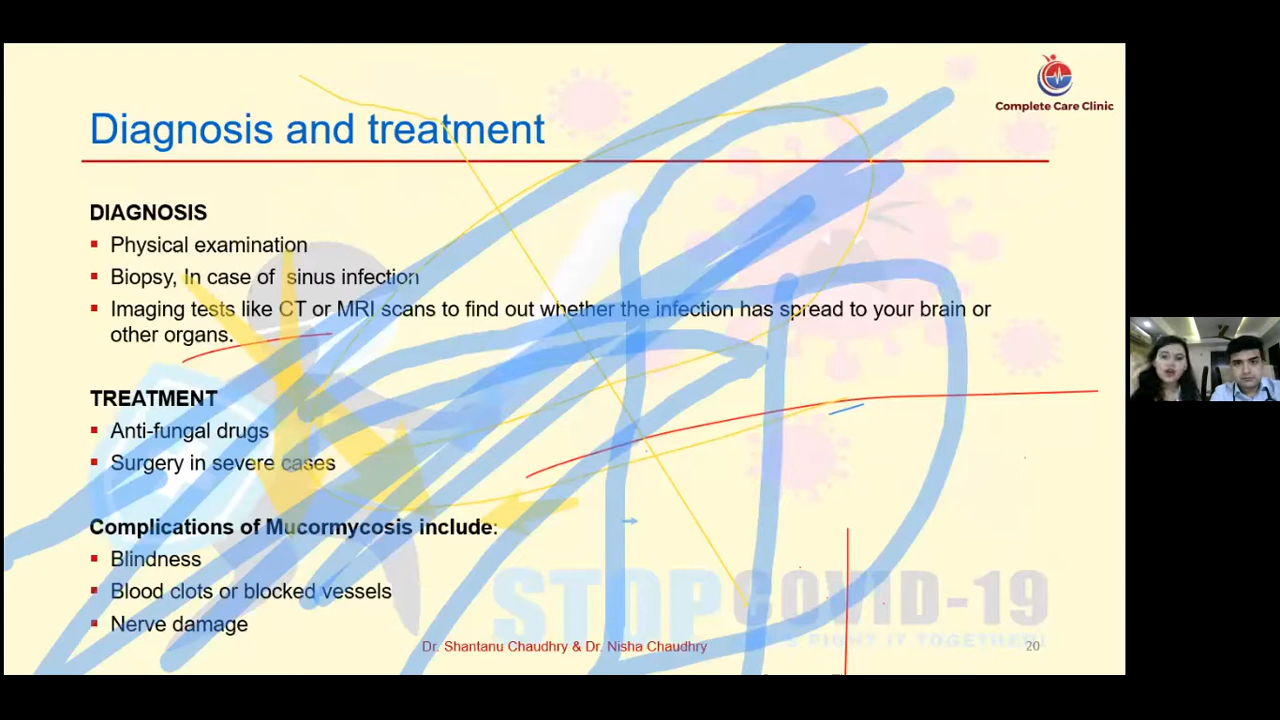 Complete Care Clinic
Diagnosis and treatment
DIAGNOSIS
Physical examination
Biopsy, In case of sinus infection
Imaging tests like CT or MRI scans to find out whether the infection has spread to your brain or
other organs.
TREATMENT
Anti-fungal drugs
Surgery in severe cases
Complications of Mucormycosis include:
Blindness
Blood clots or blocked vessels
Nerve damage
STOP COVID-19
FIGHT IT TOGETHER!
Dr. Shantanu Chaudhry & Dr. Nisha Chaudhry
20